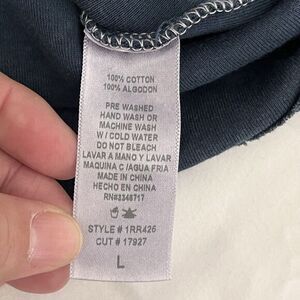 100% COTTON
100% ALGODON
PRE WASHED
HAND WASH OR
MACHINE WASH
W/COLD WATER
DO NOT BLEACH
LAVAR A MANO Y LAVAR
MAQUINA C/AGUA FRIA
MADE IN CHINA
HECHO EN CHINA
RN#3346717
STYLE # 1RR426
CUT # 17927
L